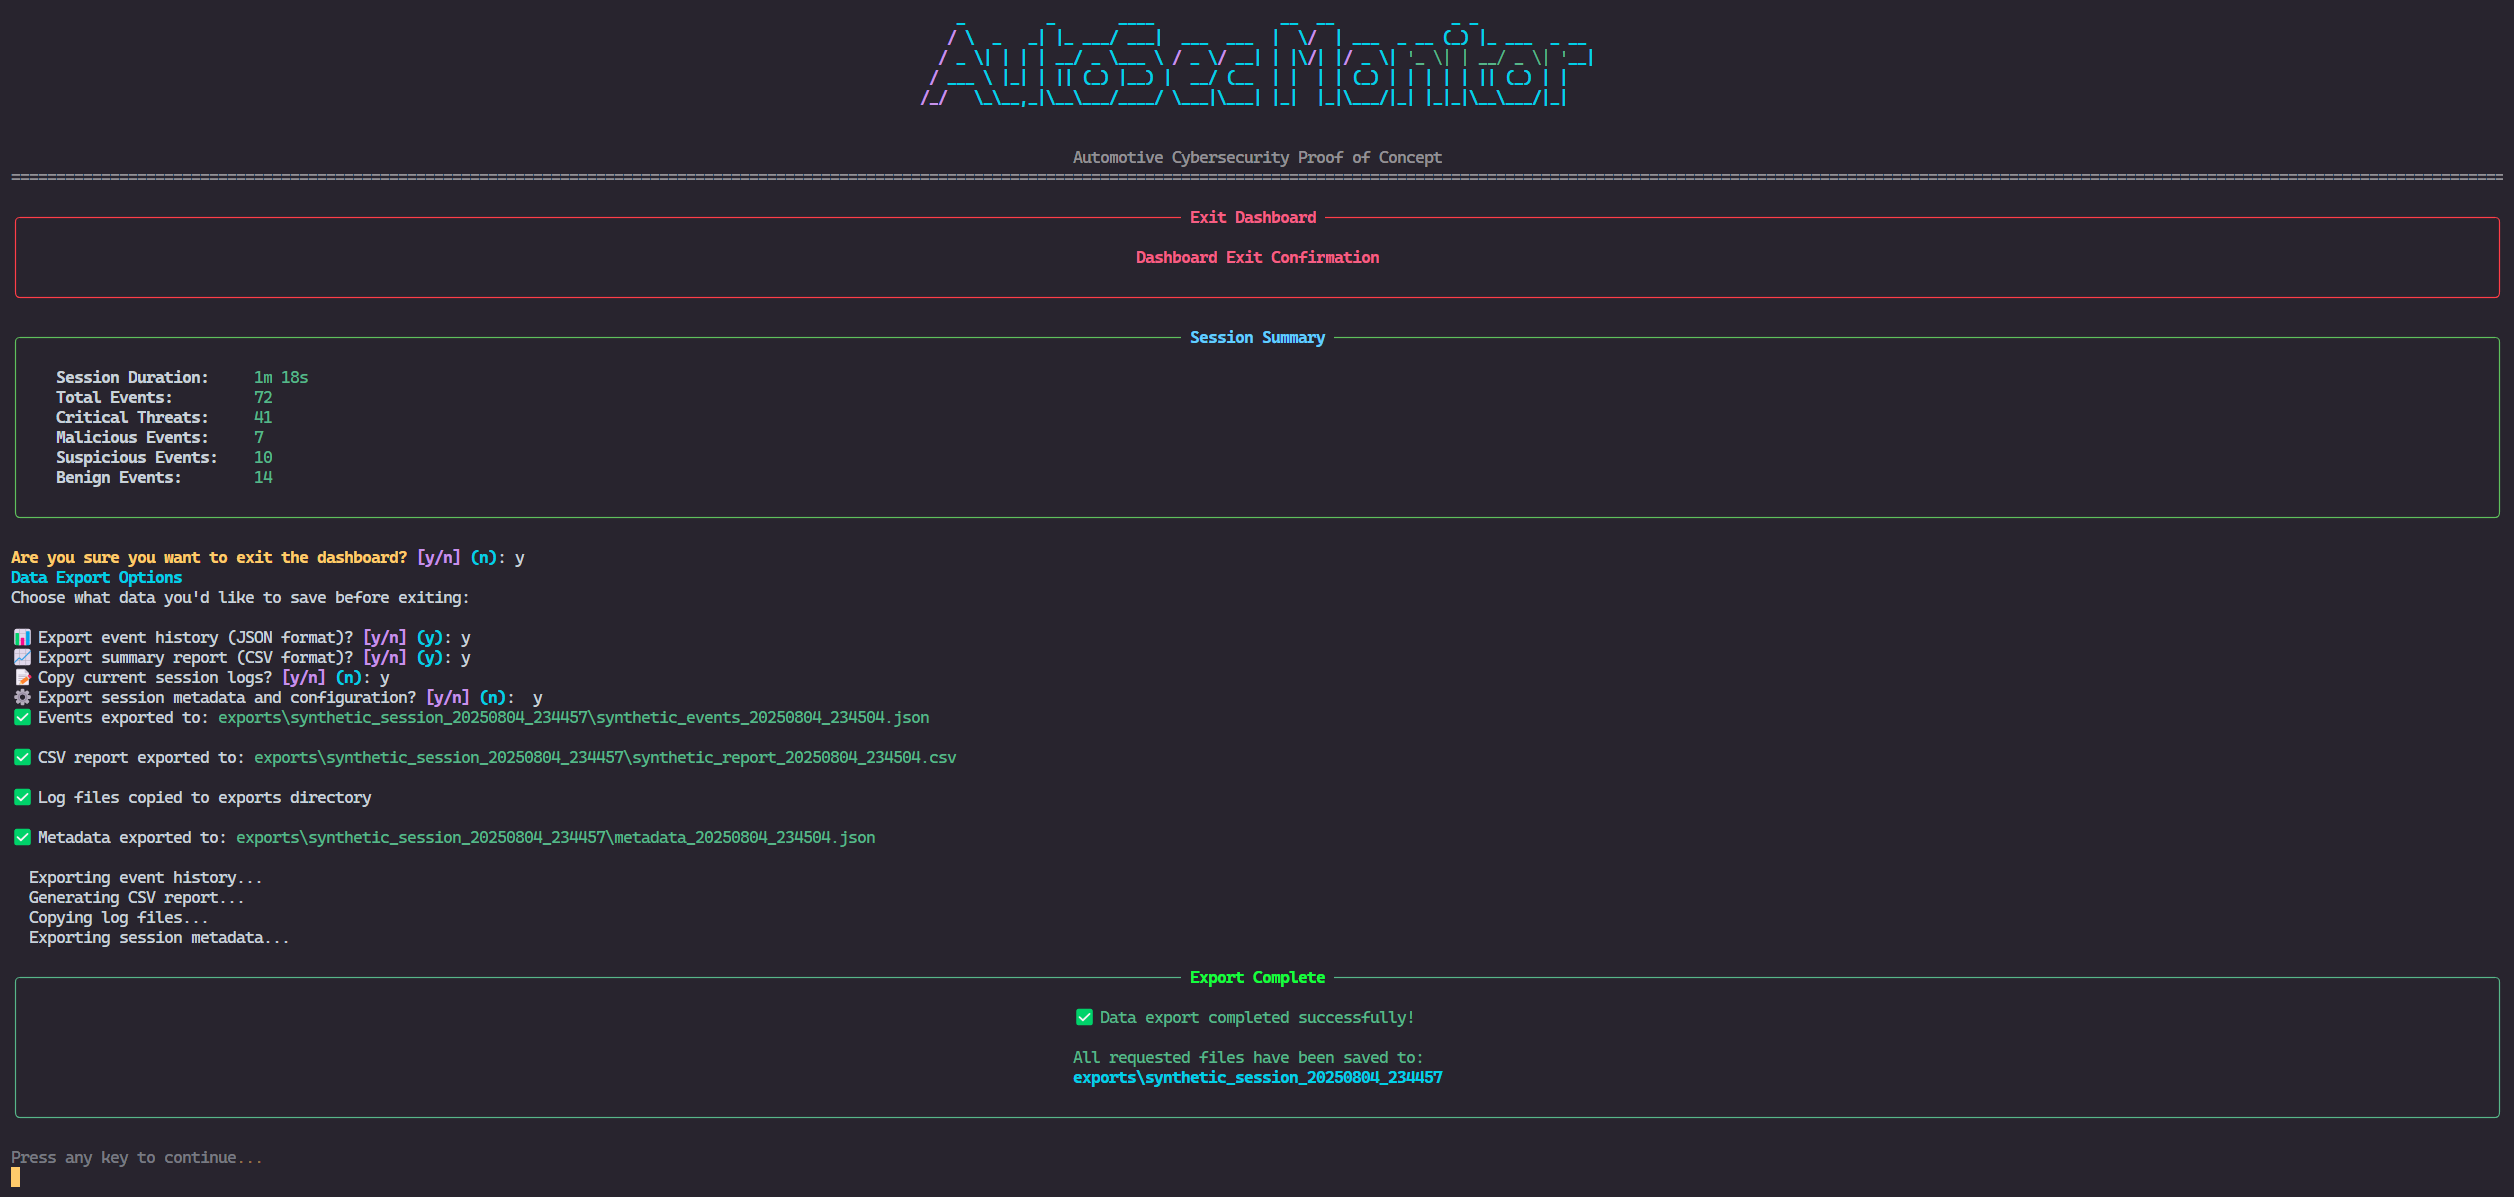 AutoSecMonitor
Automotive Cybersecurity Proof of Concept
Exit Dashboard
Dashboard Exit Confirmation
Session Summary
Session Duration: 1m 18s
Total Events: 72
Critical Threats: 41
Malicious Events: 7
Suspicious Events: 10
Benign Events: 14
Are you sure you want to exit the dashboard? [y/n] (n): y
Data Export Options
Choose what data you'd like to save before exiting:
Export event history (JSON format)? [y/n] (y): y
Export summary report (CSV format)? [y/n] (y): y
Copy current session logs? [y/n] (n): y
Export session metadata and configuration? [y/n] (n):  y
Events exported to: exports\synthetic_session_20250804_234457\synthetic_events_20250804_234504.json
CSV report exported to: exports\synthetic_session_20250804_234457\synthetic_report_20250804_234504.csv
Log files copied to exports directory
Metadata exported to: exports\synthetic_session_20250804_234457\metadata_20250804_234504.json
Exporting event history...
Generating CSV report...
Copying log files...
Exporting session metadata...
Export Complete
Data export completed successfully!
All requested files have been saved to:
exports\synthetic_session_20250804_234457
Press any key to continue...